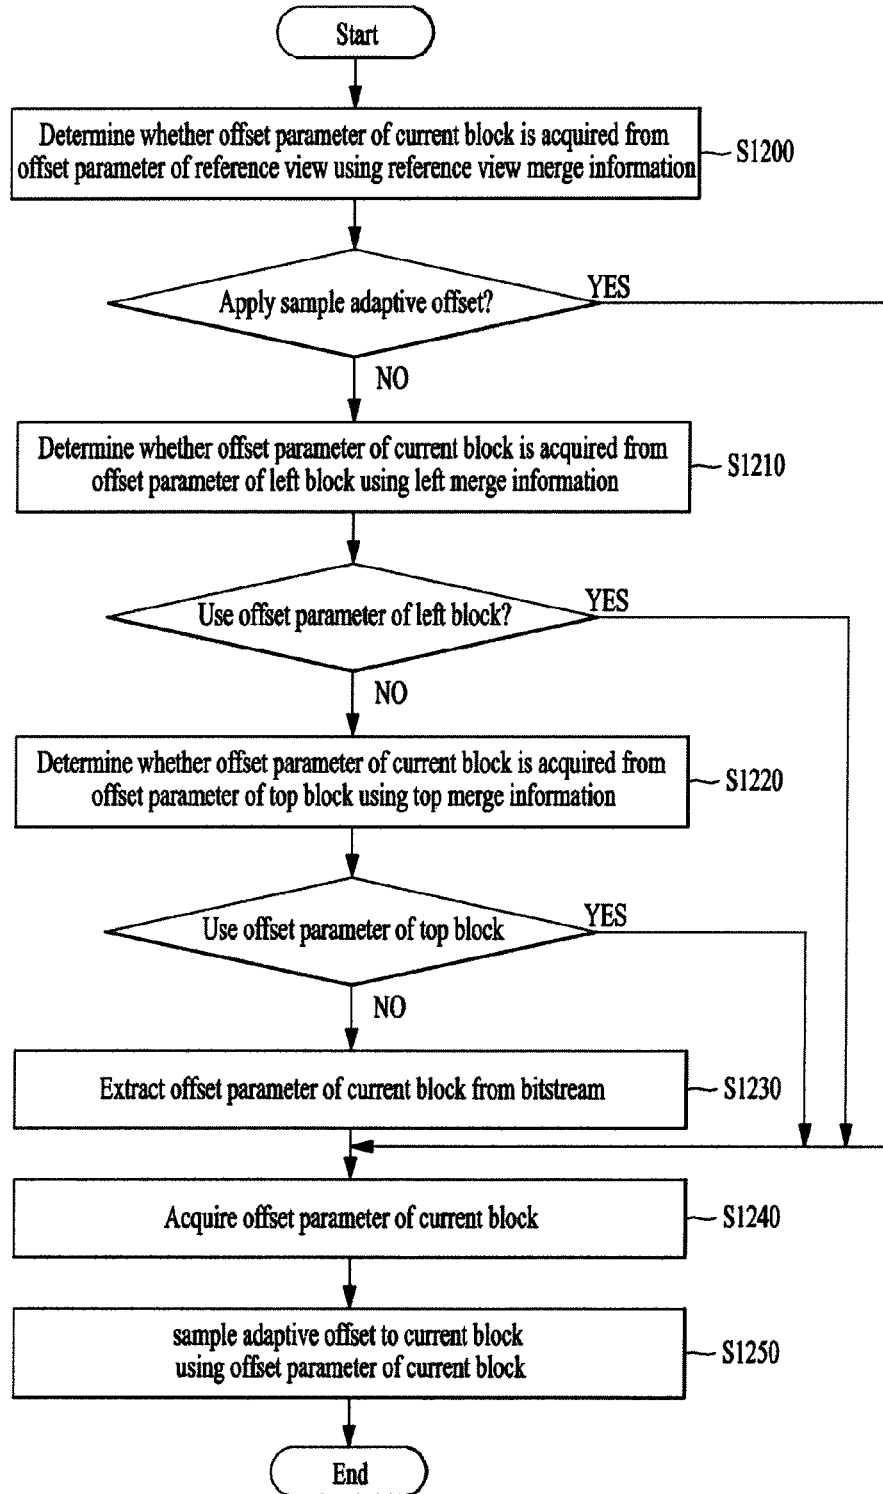 Start
Determine whether offset parameter of current block is acquired from
offset parameter of reference view using reference view merge information
S1200
Apply sample adaptive offset?
YES
NO
Determine whether offset parameter of current block is acquired from
offset parameter of left block using left merge information
S1210
Use offset parameter of left block?
YES
NO
Determine whether offset parameter of current block is acquired from
offset parameter of top block using top merge information
S1220
Use offset parameter of top block
YES
NO
Extract offset parameter of current block from bitstream
S1230
Acquire offset parameter of current block
S1240
sample adaptive offset to current block
using offset parameter of current block
S1250
End